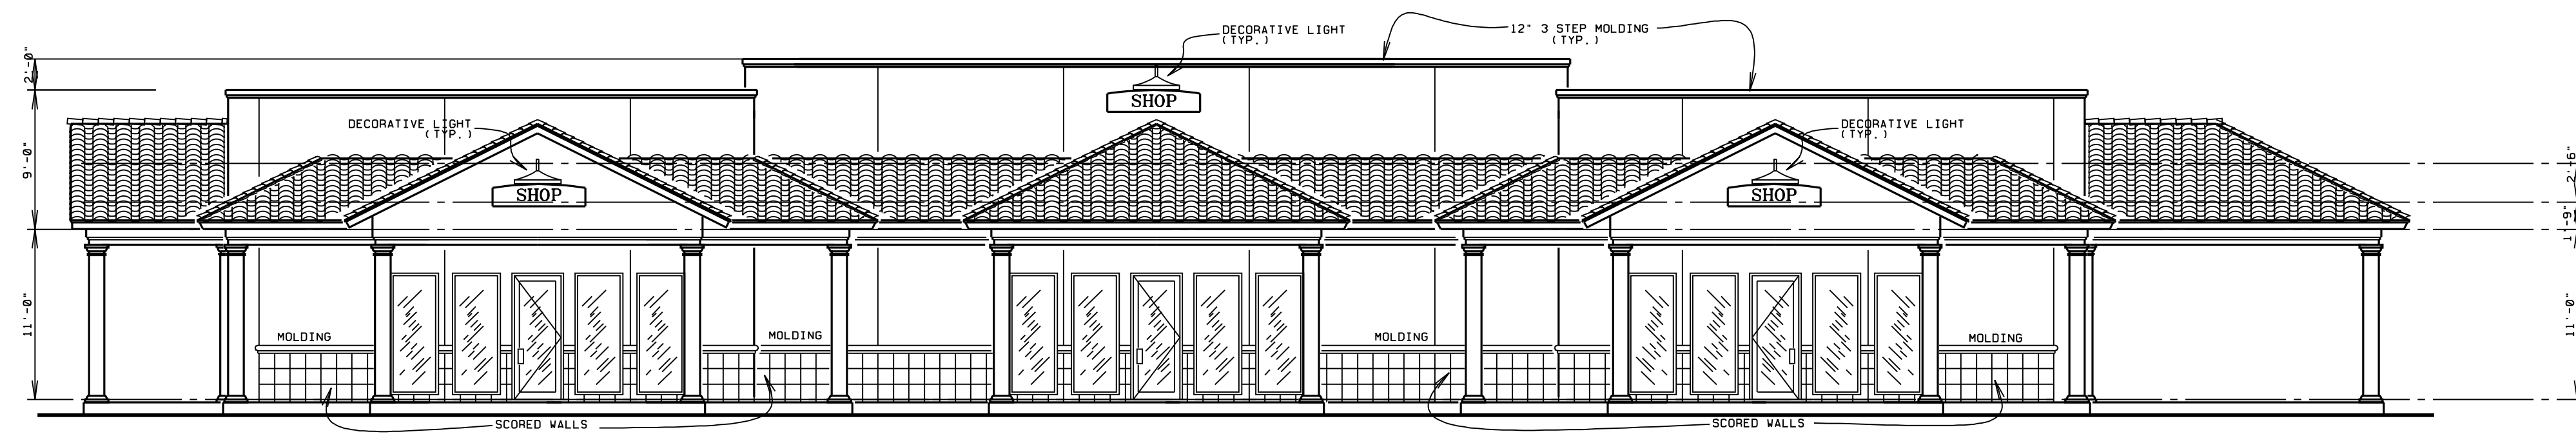 DECORATIVE LIGHT
(TYP.)
12" 3 STEP MOLDING
(TYP.)
2'-0"
SHOP
DECORATIVE LIGHT
(TYP.)
DECORATIVE LIGHT
(TYP.)
9'-0"
2'-6"
SHOP
SHOP
1'-9"
11'-0"
11'-0"
MOLDING
MOLDING
MOLDING
MOLDING
SCORED WALLS
SCORED WALLS